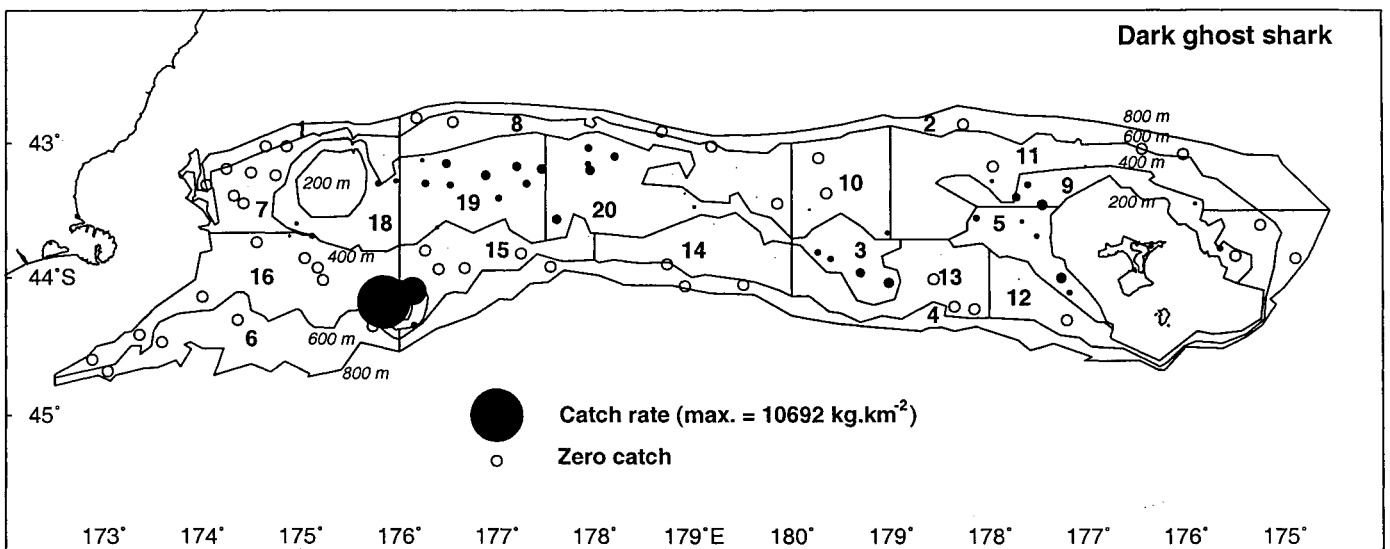 Dark ghost shark
800 m
600 m
400 m
200 m
43˚
44˚S
45˚
1
8
2
11
10
9
200 m
7
18
19
20
5
400 m
15
14
3
16
13
12
4
6
600 m
800 m
Catch rate (max. = 10692 kg.km-2)
Zero catch
173˚ 174˚ 175˚ 176˚ 177˚ 178˚ 179˚E 180˚ 179˚ 178˚ 177˚ 176˚ 175˚